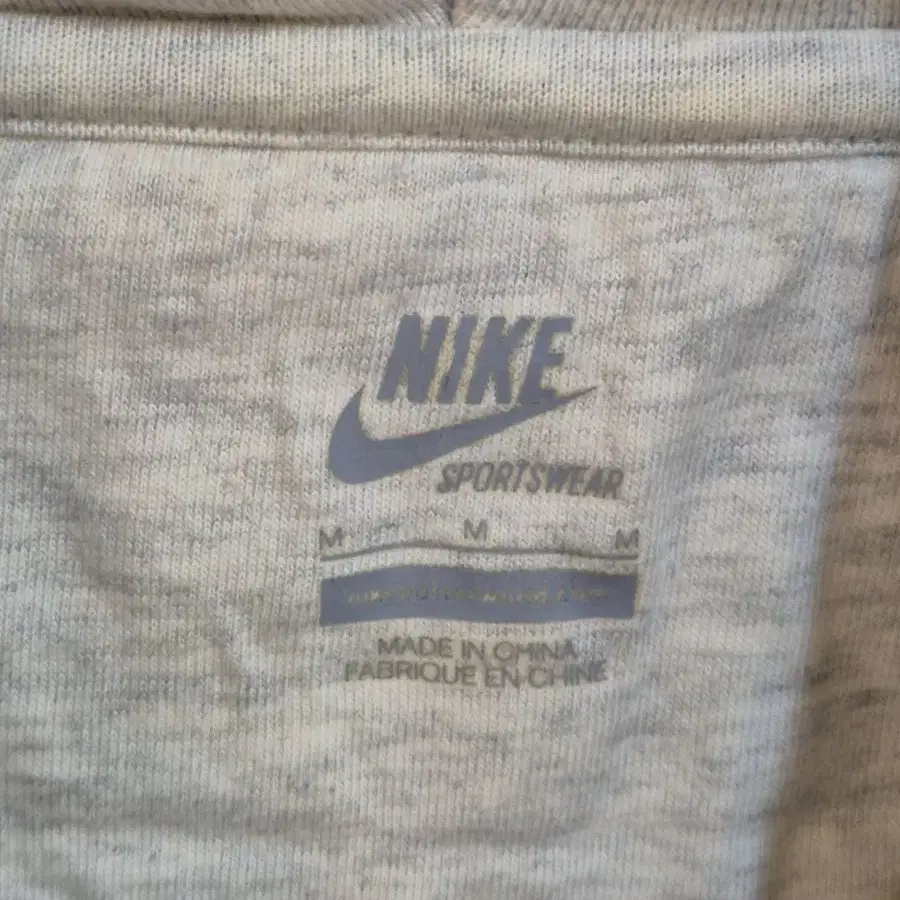 NIKE
SPORTSWEAR
M M M
MADE IN CHINA
FABRIQUE EN CHINE